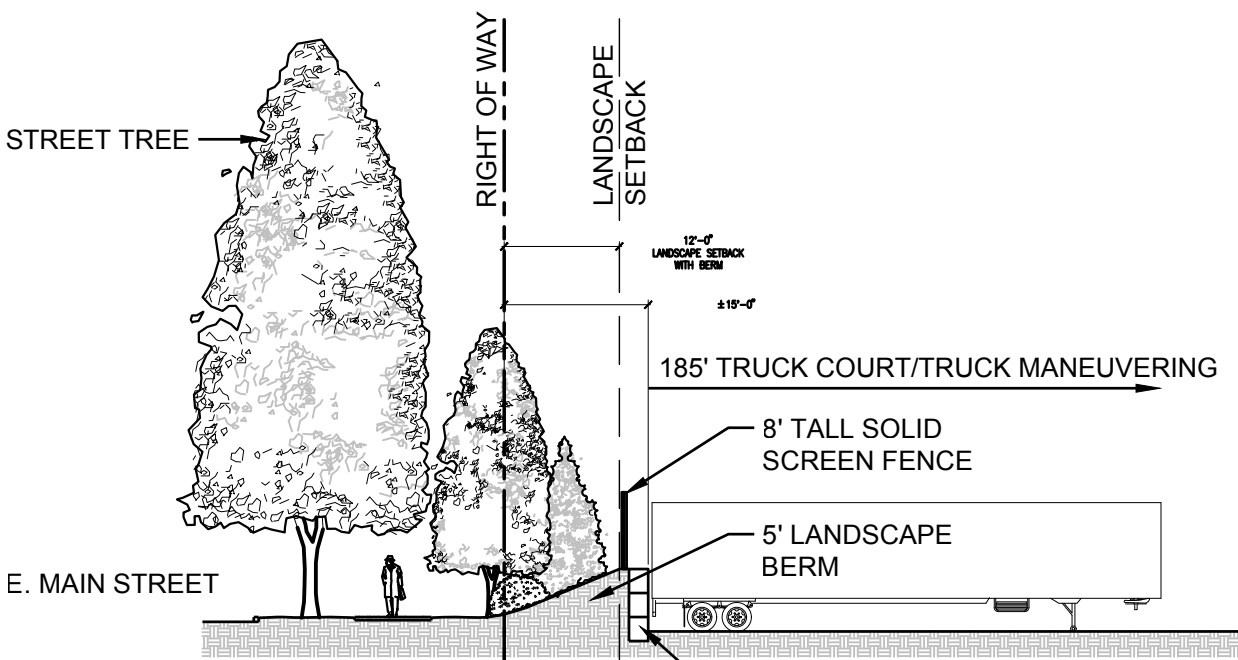 STREET TREE
RIGHT OF WAY
LANDSCAPE
SETBACK
12'-0"
LANDSCAPE SETBACK
WITH BERM
±15'-0"
185' TRUCK COURT/TRUCK MANEUVERING
8' TALL SOLID
SCREEN FENCE
5' LANDSCAPE
BERM
E. MAIN STREET